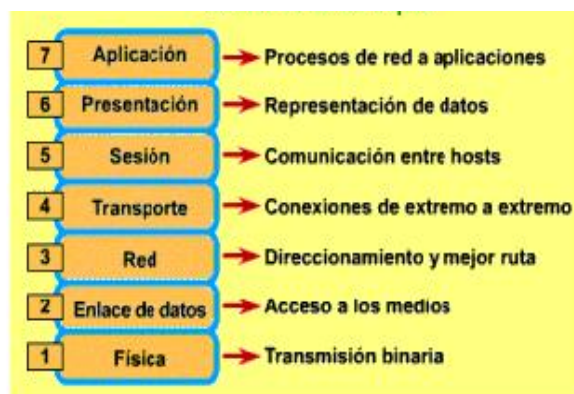 7 Aplicación Procesos de red a aplicaciones
6 Presentación Representación de datos
5 Sesión Comunicación entre hosts
4 Transporte Conexiones de extremo a extremo
3 Red Direccionamiento y mejor ruta
2 Enlace de datos Acceso a los medios
1 Física Transmisión binaria